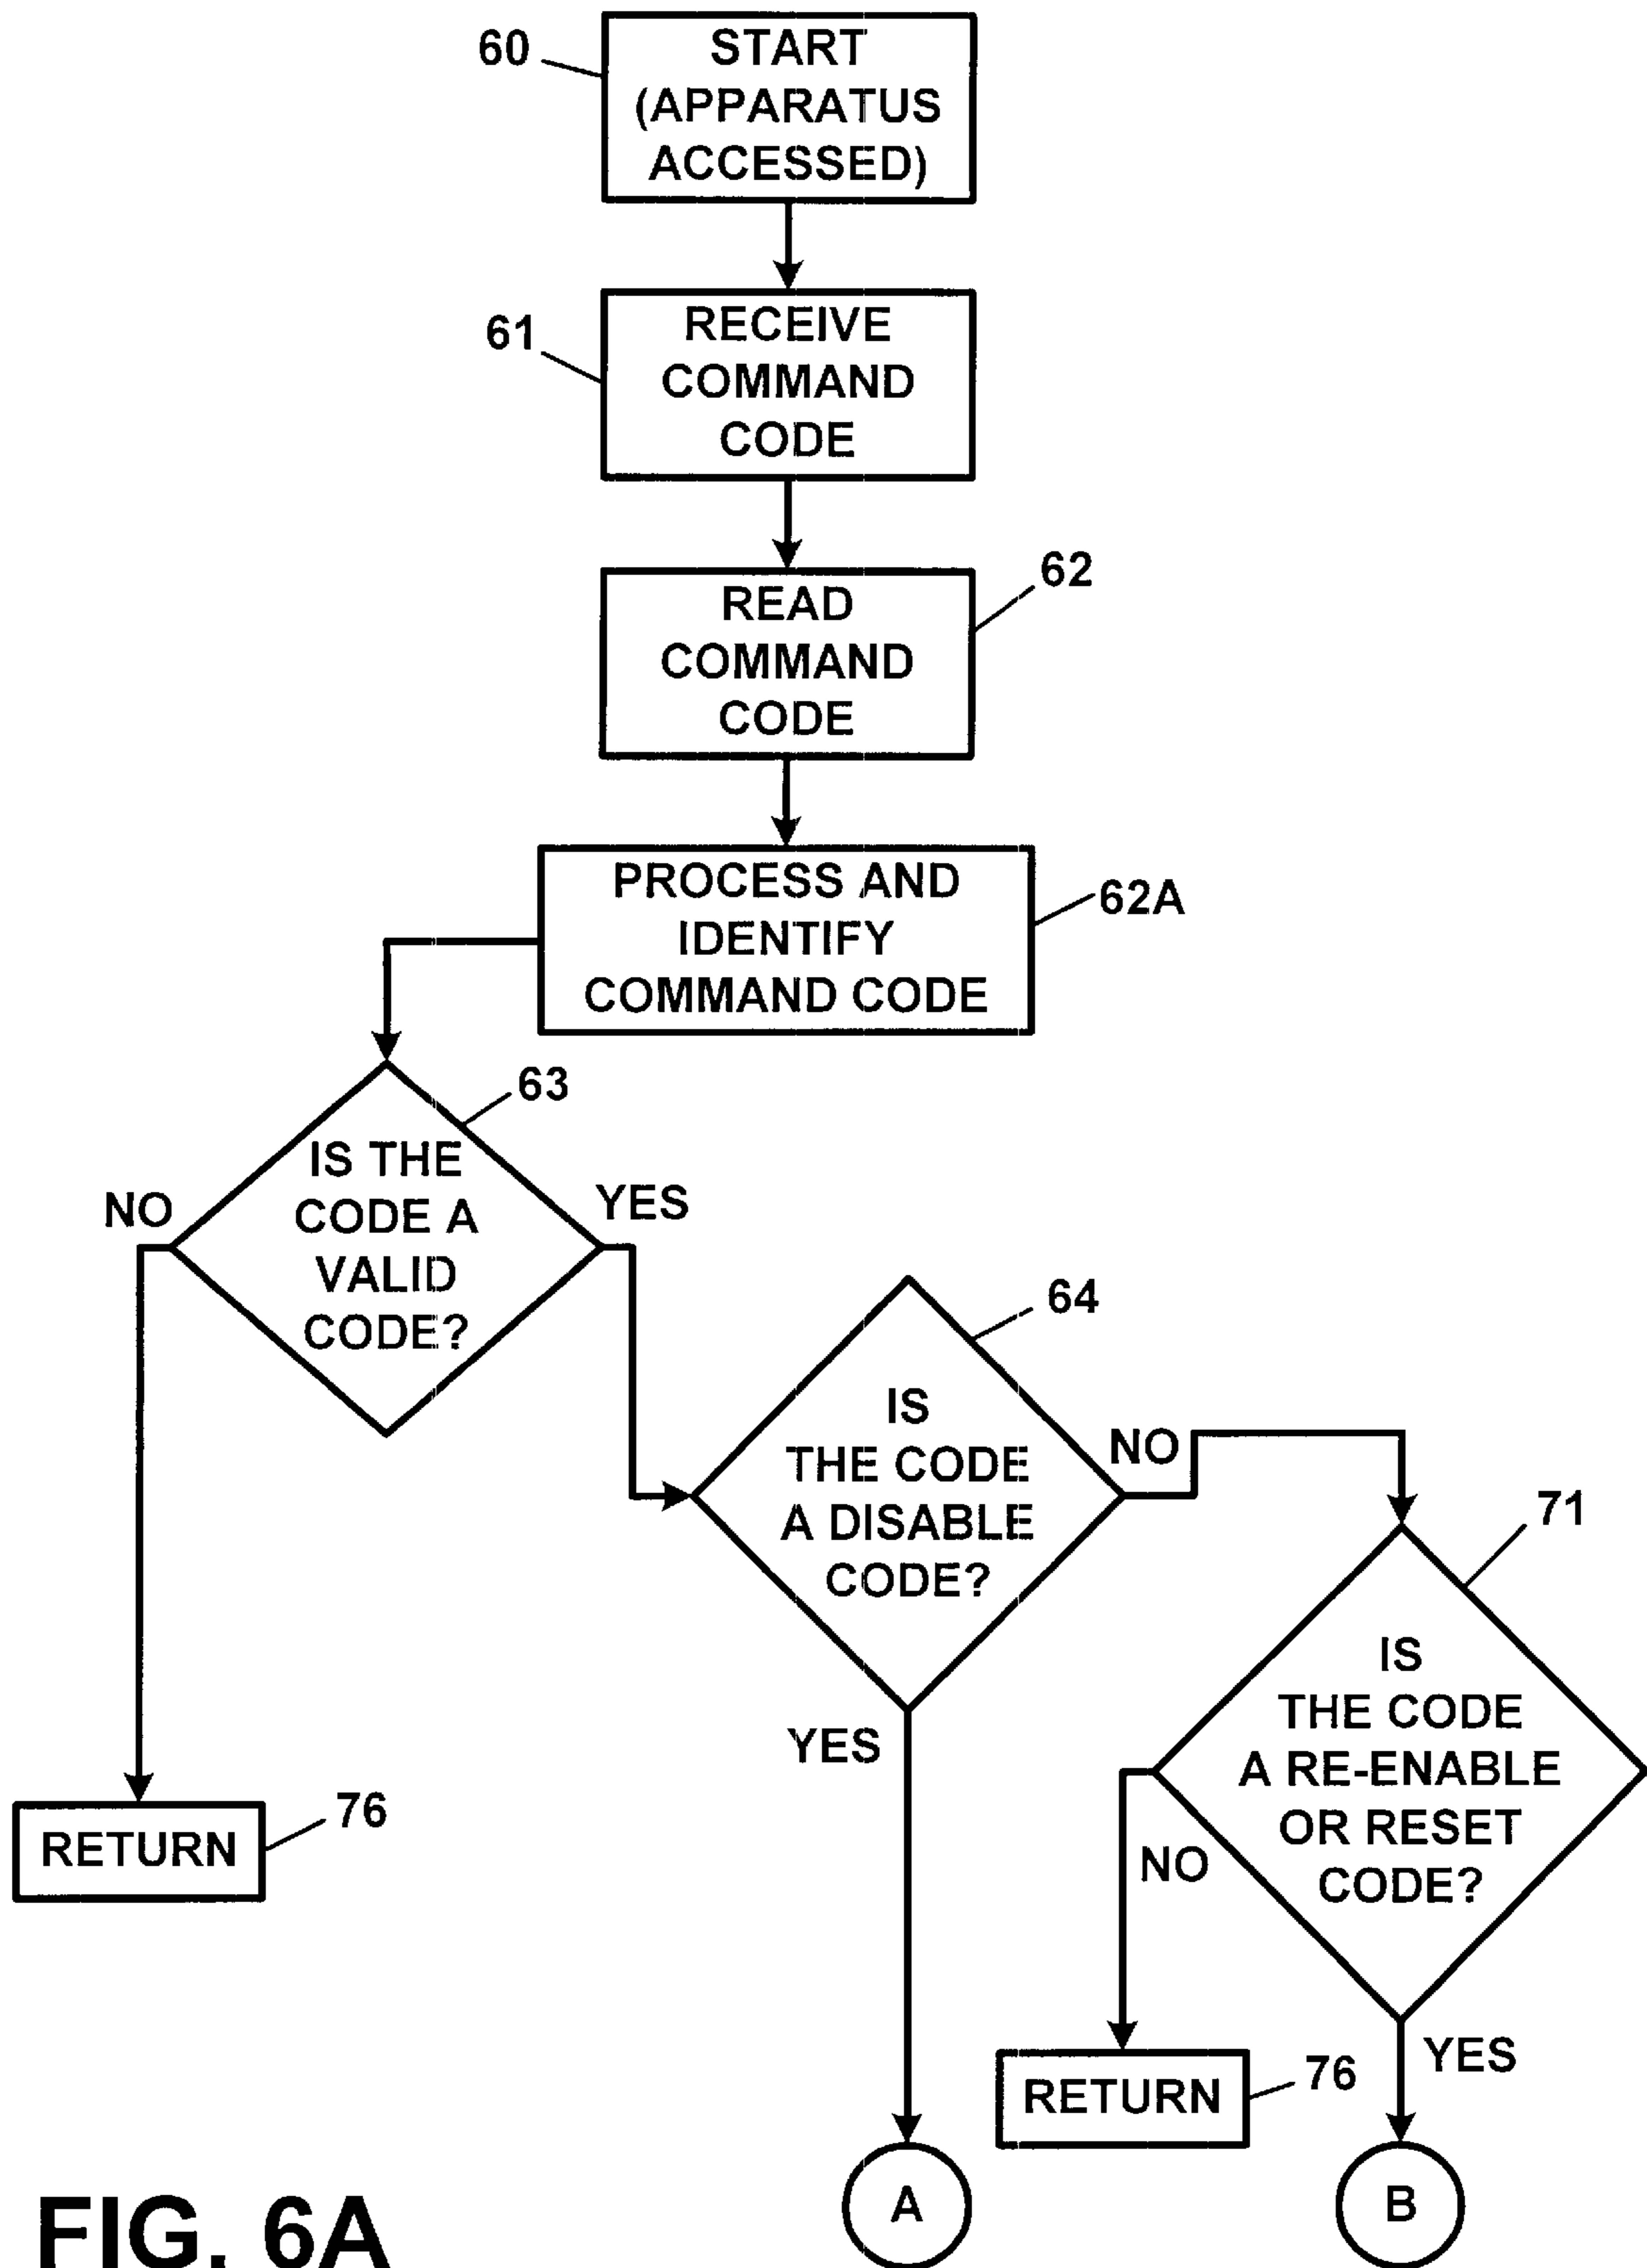 60
START
(APPARATUS
ACCESSED)
61
RECEIVE
COMMAND
CODE
62
READ
COMMAND
CODE
62A
PROCESS AND
IDENTIFY
COMMAND CODE
63
IS THE
CODE A
VALID
CODE?
NO
YES
64
IS
THE CODE
A DISABLE
CODE?
NO
YES
71
IS
THE CODE
A RE-ENABLE
OR RESET
CODE?
NO
YES
RETURN
76
RETURN
76
A
B
FIG. 6A